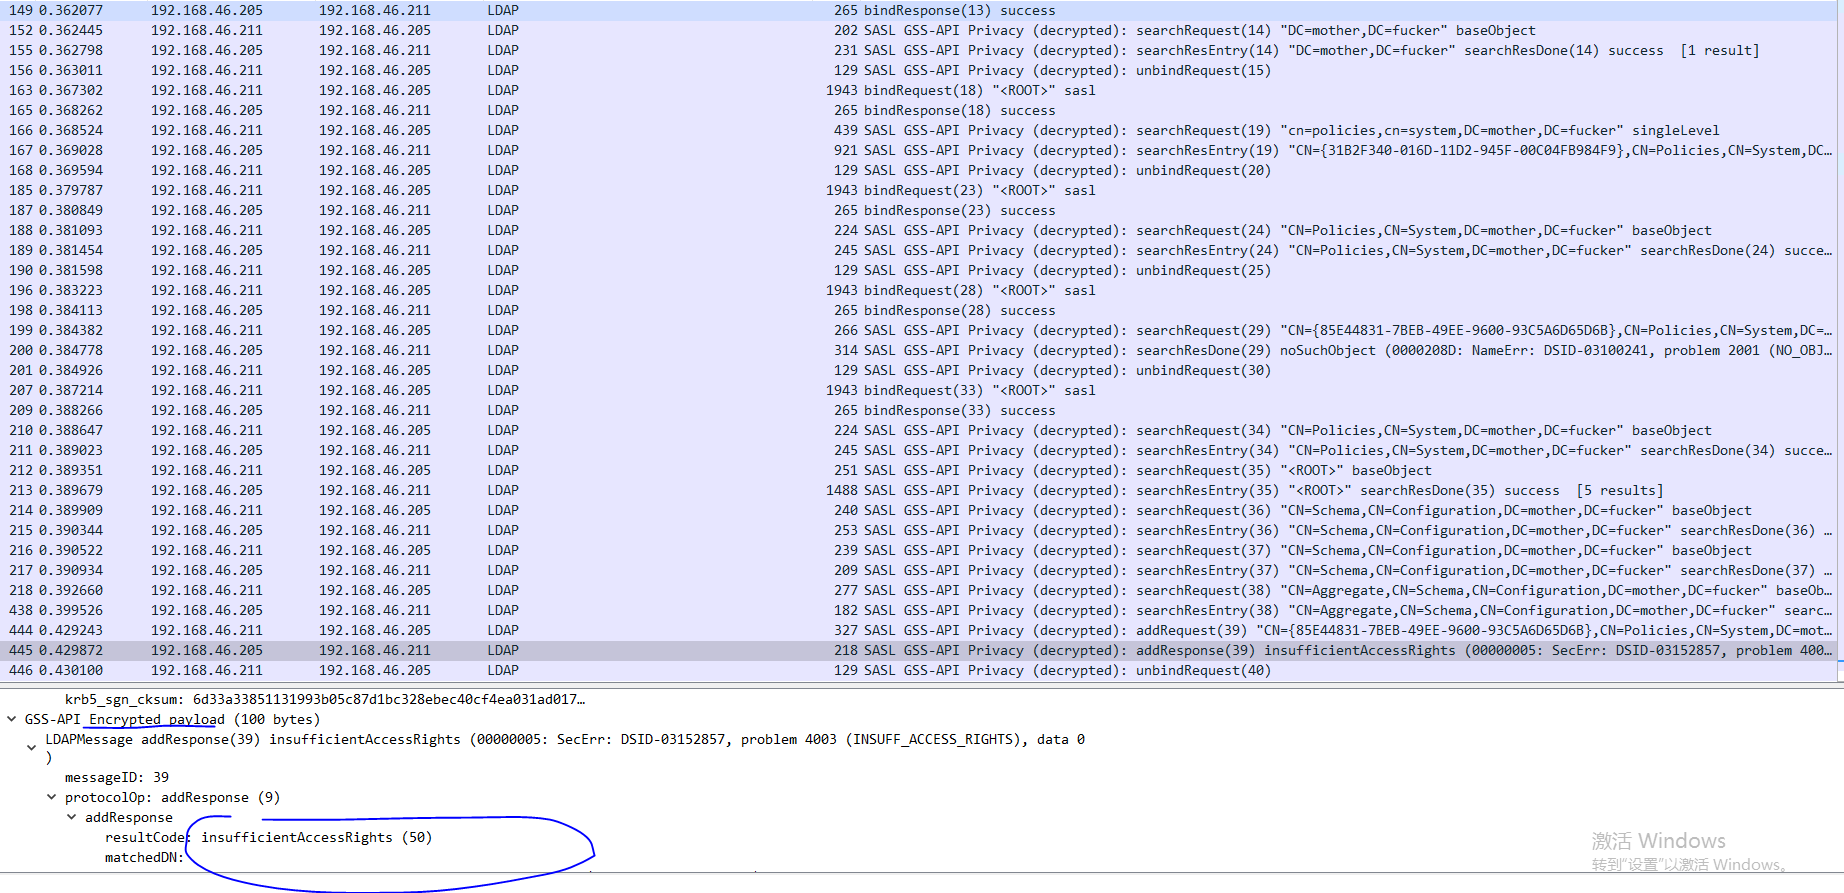 149 0.362077 192.168.46.205 192.168.46.211 LDAP 265 bindResponse(13) success
152 0.362445 192.168.46.211 192.168.46.205 LDAP 202 SASL GSS-API Privacy (decrypted): searchRequest(14) "DC=mother,DC=fucker" baseObject
155 0.362798 192.168.46.205 192.168.46.211 LDAP 231 SASL GSS-API Privacy (decrypted): searchResEntry(14) "DC=mother,DC=fucker" searchResDone(14) success [1 result]
156 0.363011 192.168.46.211 192.168.46.205 LDAP 129 SASL GSS-API Privacy (decrypted): unbindRequest(15)
163 0.367302 192.168.46.211 192.168.46.205 LDAP 1943 bindRequest(18) "<ROOT>" sasl
165 0.368262 192.168.46.205 192.168.46.211 LDAP 265 bindResponse(18) success
166 0.368524 192.168.46.211 192.168.46.205 LDAP 439 SASL GSS-API Privacy (decrypted): searchRequest(19) "cn=policies,cn=system,DC=mother,DC=fucker" singleLevel
167 0.369028 192.168.46.205 192.168.46.211 LDAP 921 SASL GSS-API Privacy (decrypted): searchResEntry(19) "CN={31B2F340-016D-11D2-945F-00C04FB984F9},CN=Policies,CN=System,DC…
168 0.369594 192.168.46.211 192.168.46.205 LDAP 129 SASL GSS-API Privacy (decrypted): unbindRequest(20)
185 0.379787 192.168.46.211 192.168.46.205 LDAP 1943 bindRequest(23) "<ROOT>" sasl
187 0.380849 192.168.46.205 192.168.46.211 LDAP 265 bindResponse(23) success
188 0.381093 192.168.46.211 192.168.46.205 LDAP 224 SASL GSS-API Privacy (decrypted): searchRequest(24) "CN=Policies,CN=System,DC=mother,DC=fucker" baseObject
189 0.381454 192.168.46.205 192.168.46.211 LDAP 245 SASL GSS-API Privacy (decrypted): searchResEntry(24) "CN=Policies,CN=System,DC=mother,DC=fucker" searchResDone(24) succe…
190 0.381598 192.168.46.211 192.168.46.205 LDAP 129 SASL GSS-API Privacy (decrypted): unbindRequest(25)
196 0.383223 192.168.46.211 192.168.46.205 LDAP 1943 bindRequest(28) "<ROOT>" sasl
198 0.384113 192.168.46.205 192.168.46.211 LDAP 265 bindResponse(28) success
199 0.384382 192.168.46.211 192.168.46.205 LDAP 266 SASL GSS-API Privacy (decrypted): searchRequest(29) "CN={85E44831-7BEB-49EE-9600-93C5A6D65D6B},CN=Policies,CN=System,DC=…
200 0.384778 192.168.46.205 192.168.46.211 LDAP 314 SASL GSS-API Privacy (decrypted): searchResDone(29) noSuchObject (0000208D: NameErr: DSID-03100241, problem 2001 (NO_OBJ…
201 0.384926 192.168.46.211 192.168.46.205 LDAP 129 SASL GSS-API Privacy (decrypted): unbindRequest(30)
207 0.387214 192.168.46.211 192.168.46.205 LDAP 1943 bindRequest(33) "<ROOT>" sasl
209 0.388266 192.168.46.205 192.168.46.211 LDAP 265 bindResponse(33) success
210 0.388647 192.168.46.211 192.168.46.205 LDAP 224 SASL GSS-API Privacy (decrypted): searchRequest(34) "CN=Policies,CN=System,DC=mother,DC=fucker" baseObject
211 0.389023 192.168.46.205 192.168.46.211 LDAP 245 SASL GSS-API Privacy (decrypted): searchResEntry(34) "CN=Policies,CN=System,DC=mother,DC=fucker" searchResDone(34) succe…
212 0.389351 192.168.46.211 192.168.46.205 LDAP 251 SASL GSS-API Privacy (decrypted): searchRequest(35) "<ROOT>" baseObject
213 0.389679 192.168.46.205 192.168.46.211 LDAP 1488 SASL GSS-API Privacy (decrypted): searchResEntry(35) "<ROOT>" searchResDone(35) success [5 results]
214 0.389909 192.168.46.211 192.168.46.205 LDAP 240 SASL GSS-API Privacy (decrypted): searchRequest(36) "CN=Schema,CN=Configuration,DC=mother,DC=fucker" baseObject
215 0.390344 192.168.46.205 192.168.46.211 LDAP 253 SASL GSS-API Privacy (decrypted): searchResEntry(36) "CN=Schema,CN=Configuration,DC=mother,DC=fucker" searchResDone(36) …
216 0.390522 192.168.46.211 192.168.46.205 LDAP 239 SASL GSS-API Privacy (decrypted): searchRequest(37) "CN=Schema,CN=Configuration,DC=mother,DC=fucker" baseObject
217 0.390934 192.168.46.205 192.168.46.211 LDAP 209 SASL GSS-API Privacy (decrypted): searchResEntry(37) "CN=Schema,CN=Configuration,DC=mother,DC=fucker" searchResDone(37) …
218 0.392660 192.168.46.211 192.168.46.205 LDAP 277 SASL GSS-API Privacy (decrypted): searchRequest(38) "CN=Aggregate,CN=Schema,CN=Configuration,DC=mother,DC=fucker" baseOb…
438 0.399526 192.168.46.205 192.168.46.211 LDAP 182 SASL GSS-API Privacy (decrypted): searchResEntry(38) "CN=Aggregate,CN=Schema,CN=Configuration,DC=mother,DC=fucker" searc…
444 0.429243 192.168.46.211 192.168.46.205 LDAP 327 SASL GSS-API Privacy (decrypted): addRequest(39) "CN={85E44831-7BEB-49EE-9600-93C5A6D65D6B},CN=Policies,CN=System,DC=mot…
445 0.429872 192.168.46.205 192.168.46.211 LDAP 218 SASL GSS-API Privacy (decrypted): addResponse(39) insufficientAccessRights (00000005: SecErr: DSID-03152857, problem 400…
446 0.430100 192.168.46.211 192.168.46.205 LDAP 129 SASL GSS-API Privacy (decrypted): unbindRequest(40)
krb5_sgn_cksum: 6d33a33851131993b05c87d1bc328ebec40cf4ea031ad017…
GSS-API Encrypted payload (100 bytes)
LDAPMessage addResponse(39) insufficientAccessRights (00000005: SecErr: DSID-03152857, problem 4003 (INSUFF_ACCESS_RIGHTS), data 0
)
messageID: 39
protocolOp: addResponse (9)
addResponse
resultCode: insufficientAccessRights (50)
matchedDN:
激活 Windows
转到"设置"以激活 Windows。